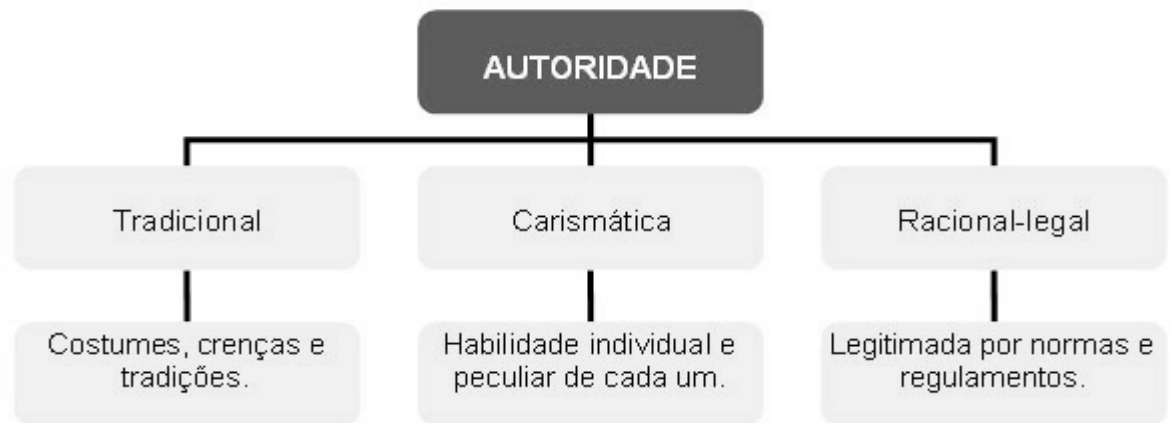 AUTORIDADE
Tradicional
Carismática
Racional-legal
Costumes, crenças e
tradições.
Habilidade individual e
peculiar de cada um.
Legitimada por normas e
regulamentos.